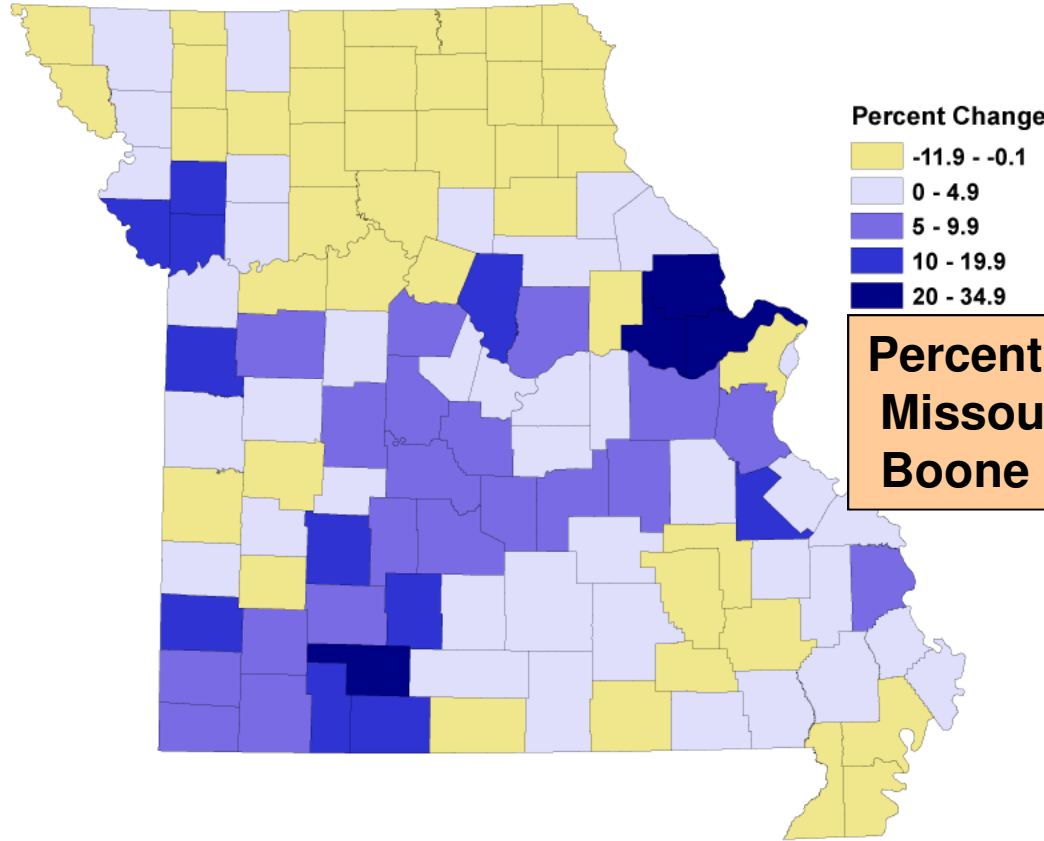 Percent Change
-11.9 - -0.1
0 - 4.9
5 - 9.9
10 - 19.9
20 - 34.9
Percent
Missou
Boone